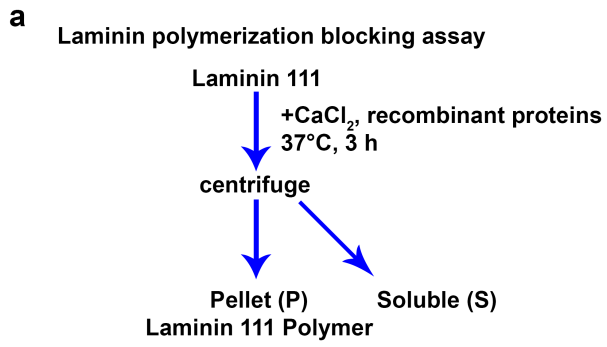 a
Laminin polymerization blocking assay
Laminin 111
+CaCl₂, recombinant proteins
37°C, 3 h
centrifuge
Pellet (P) Soluble (S)
Laminin 111 Polymer